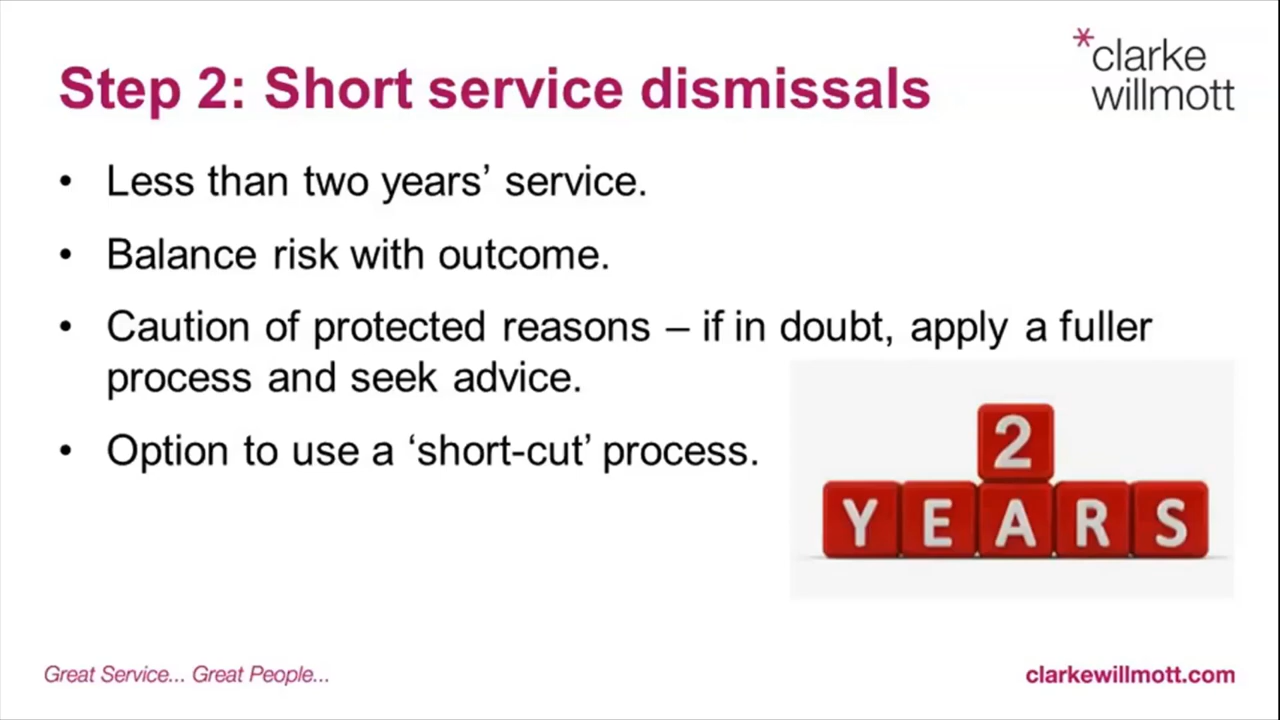 Step 2: Short service dismissals
*clarke
willmott
• Less than two years’ service.
• Balance risk with outcome.
• Caution of protected reasons – if in doubt, apply a fuller
process and seek advice.
• Option to use a ‘short-cut’ process.
2
YEARS
Great Service... Great People...
clarkewillmott.com